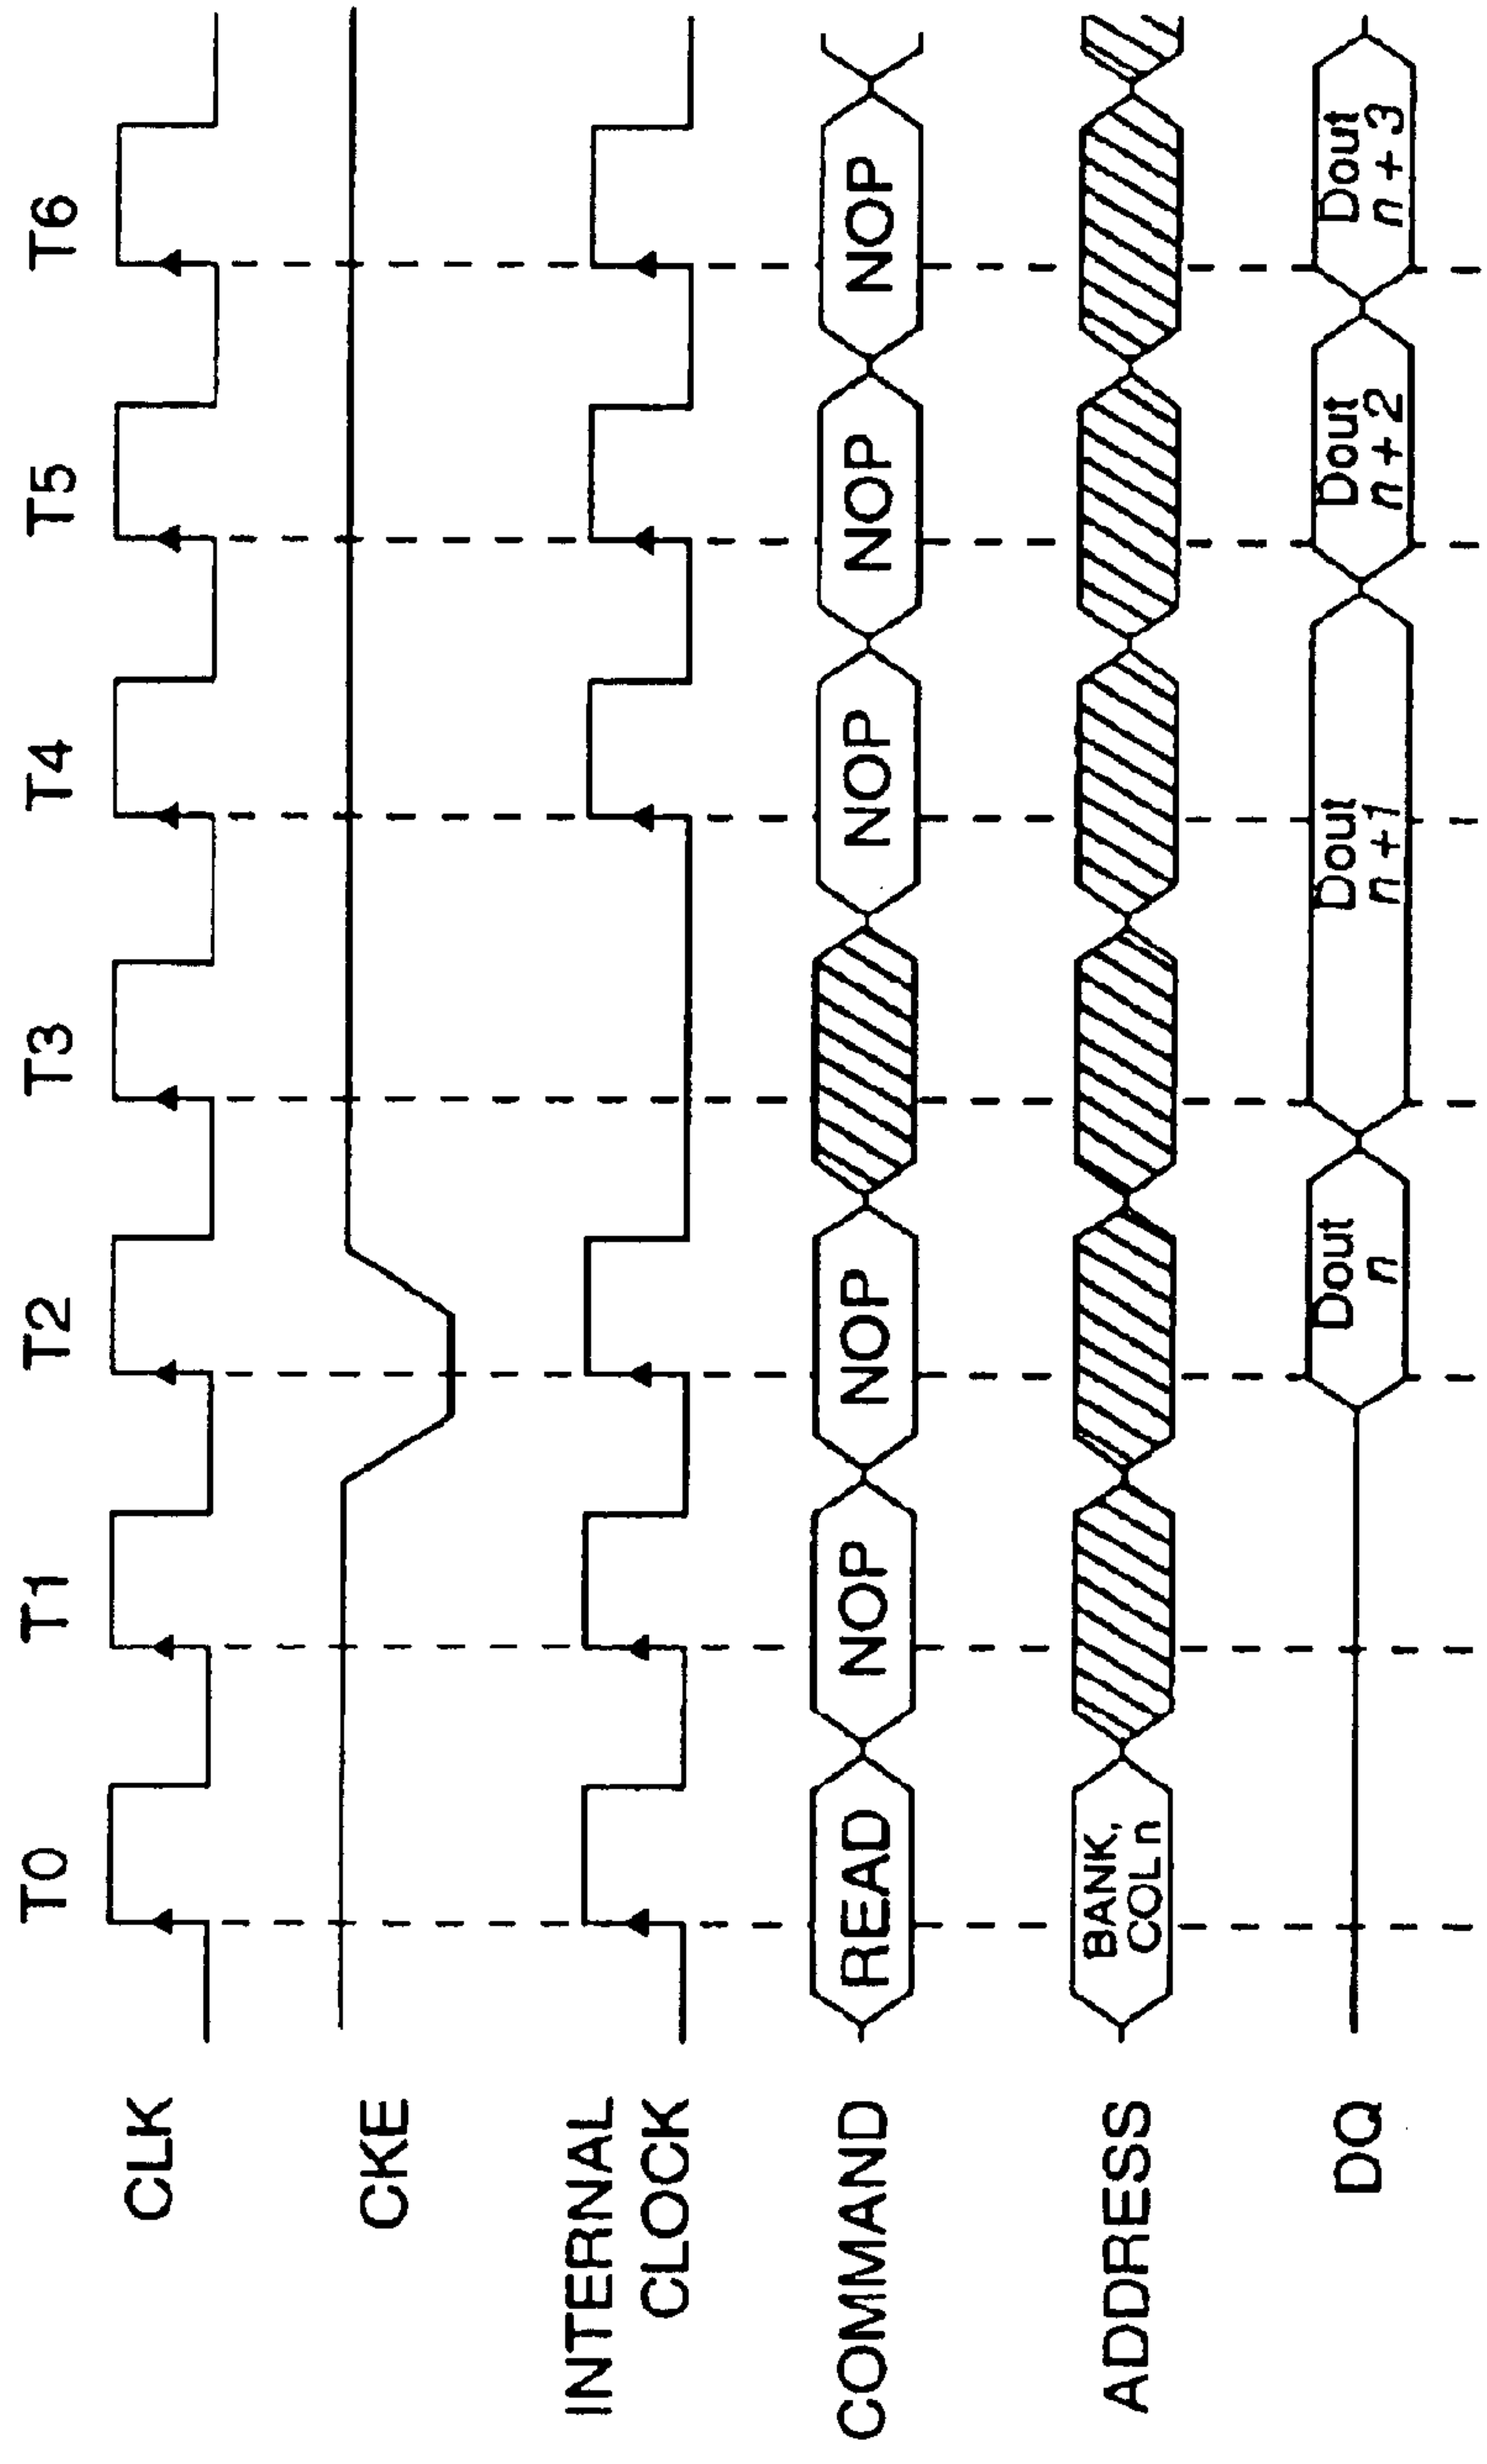 T0 T1 T2 T3 T4 T5 T6
CLK
CKE
INTERNAL
CLOCK
COMMAND READ NOP NOP NOP NOP NOP
ADDRESS BANK,
COL n
DQ Dout Dout Dout Dout
n n+1 n+2 n+3